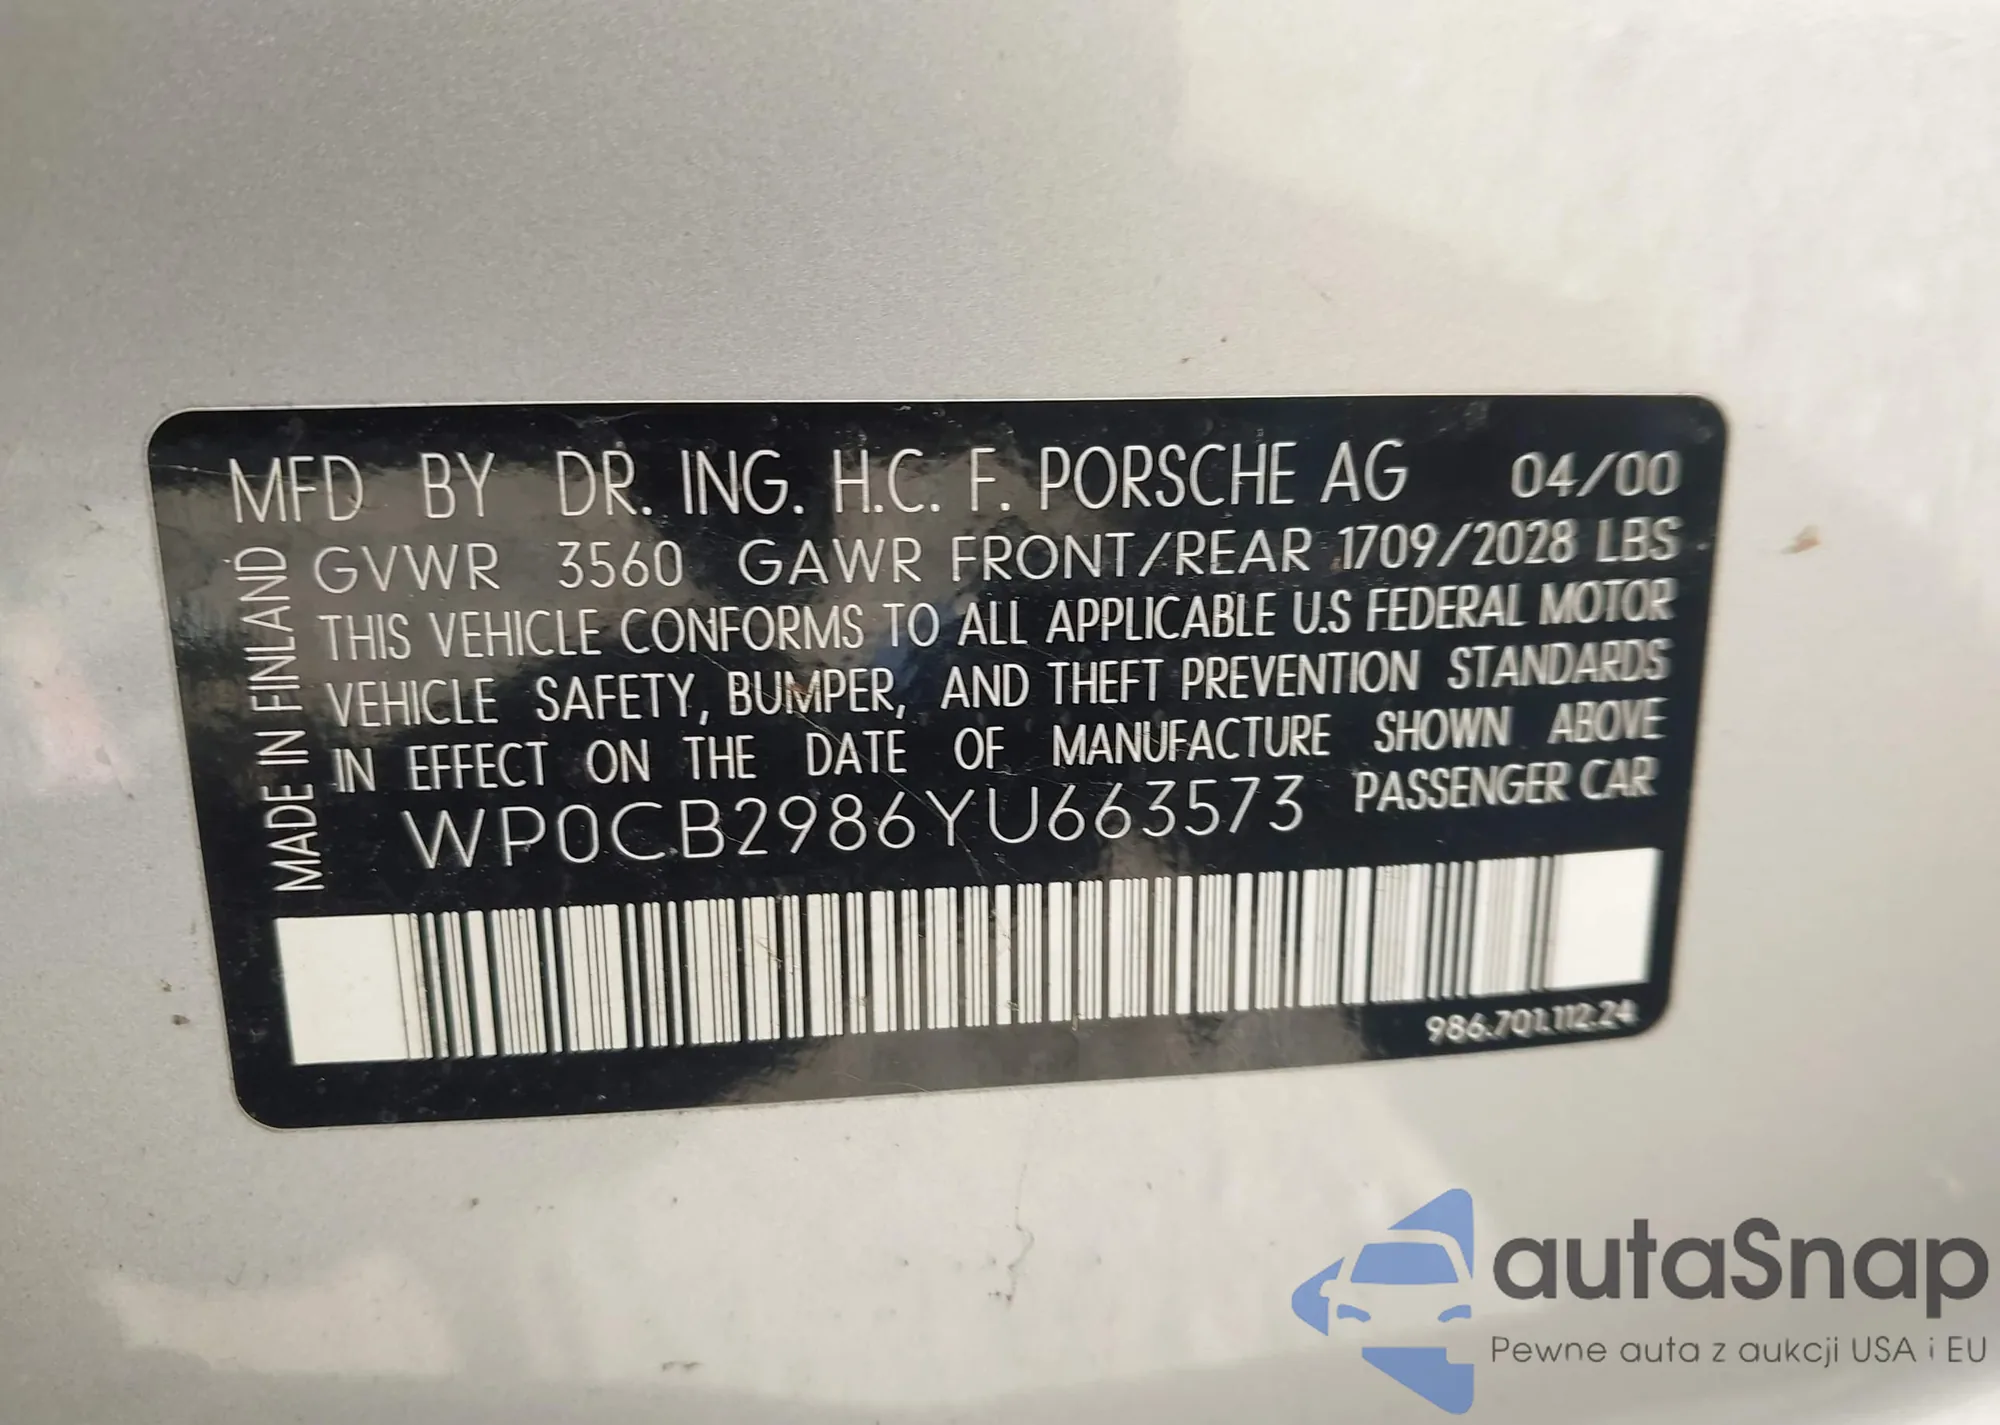 MFD BY DR. ING. H.C. F. PORSCHE AG 04/00
GVWR 3560 GAWR FRONT/REAR 1709/2028 LBS
THIS VEHICLE CONFORMS TO ALL APPLICABLE U.S FEDERAL MOTOR
VEHICLE SAFETY, BUMPER, AND THEFT PREVENTION STANDARDS
IN EFFECT ON THE DATE OF MANUFACTURE SHOWN ABOVE
WP0CB2986YU663573 PASSENGER CAR
MADE IN FINLAND
986.701.112.24
autaSnap
Pewne auta z aukcji USA i EU